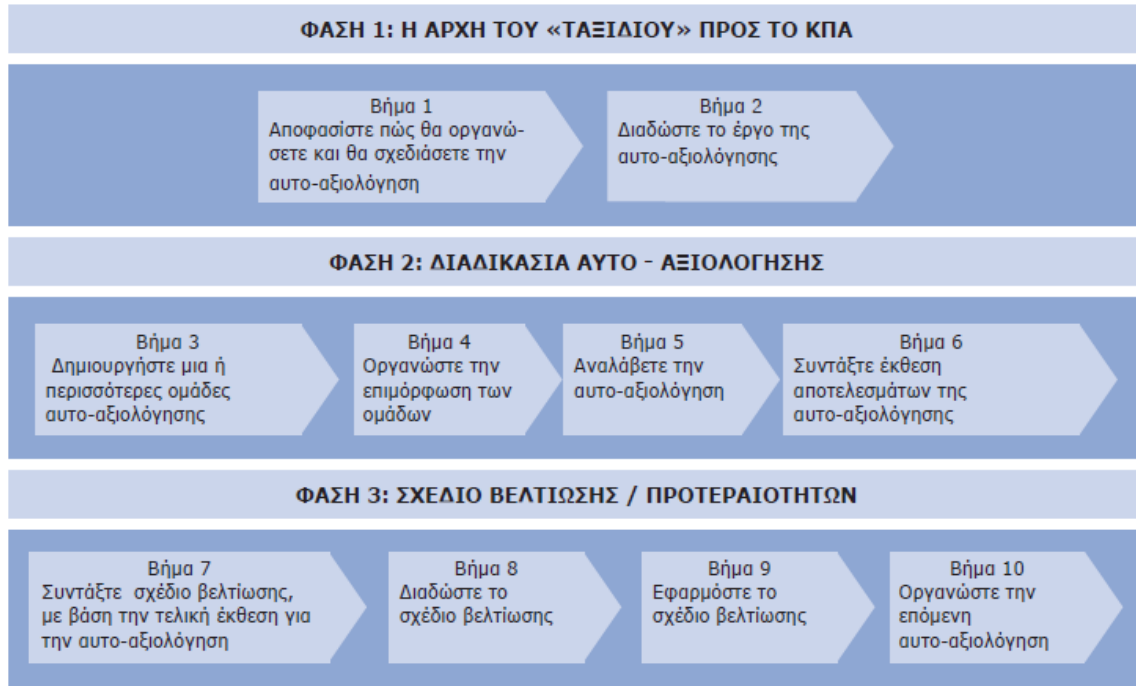 ΦΑΣΗ 1: Η ΑΡΧΗ ΤΟΥ «ΤΑΞΙΔΙΟΥ» ΠΡΟΣ ΤΟ ΚΠΑ
Βήμα 1
Αποφασίστε πώς θα οργανώ-
σετε και θα σχεδιάσετε την
αυτο-αξιολόγηση
Βήμα 2
Διαδώστε το έργο της
αυτο-αξιολόγησης
ΦΑΣΗ 2: ΔΙΑΔΙΚΑΣΙΑ ΑΥΤΟ - ΑΞΙΟΛΟΓΗΣΗΣ
Βήμα 3
Δημιουργήστε μια ή
περισσότερες ομάδες
αυτο-αξιολόγησης
Βήμα 4
Οργανώστε την
επιμόρφωση των
ομάδων
Βήμα 5
Αναλάβετε την
αυτο-αξιολόγηση
Βήμα 6
Συντάξτε έκθεση
αποτελεσμάτων της
αυτο-αξιολόγησης
ΦΑΣΗ 3: ΣΧΕΔΙΟ ΒΕΛΤΙΩΣΗΣ / ΠΡΟΤΕΡΑΙΟΤΗΤΩΝ
Βήμα 7
Συντάξτε σχέδιο βελτίωσης,
με βάση την τελική έκθεση για
την αυτο-αξιολόγηση
Βήμα 8
Διαδώστε το
σχέδιο βελτίωσης
Βήμα 9
Εφαρμόστε το
σχέδιο βελτίωσης
Βήμα 10
Οργανώστε την
επόμενη
αυτο-αξιολόγηση